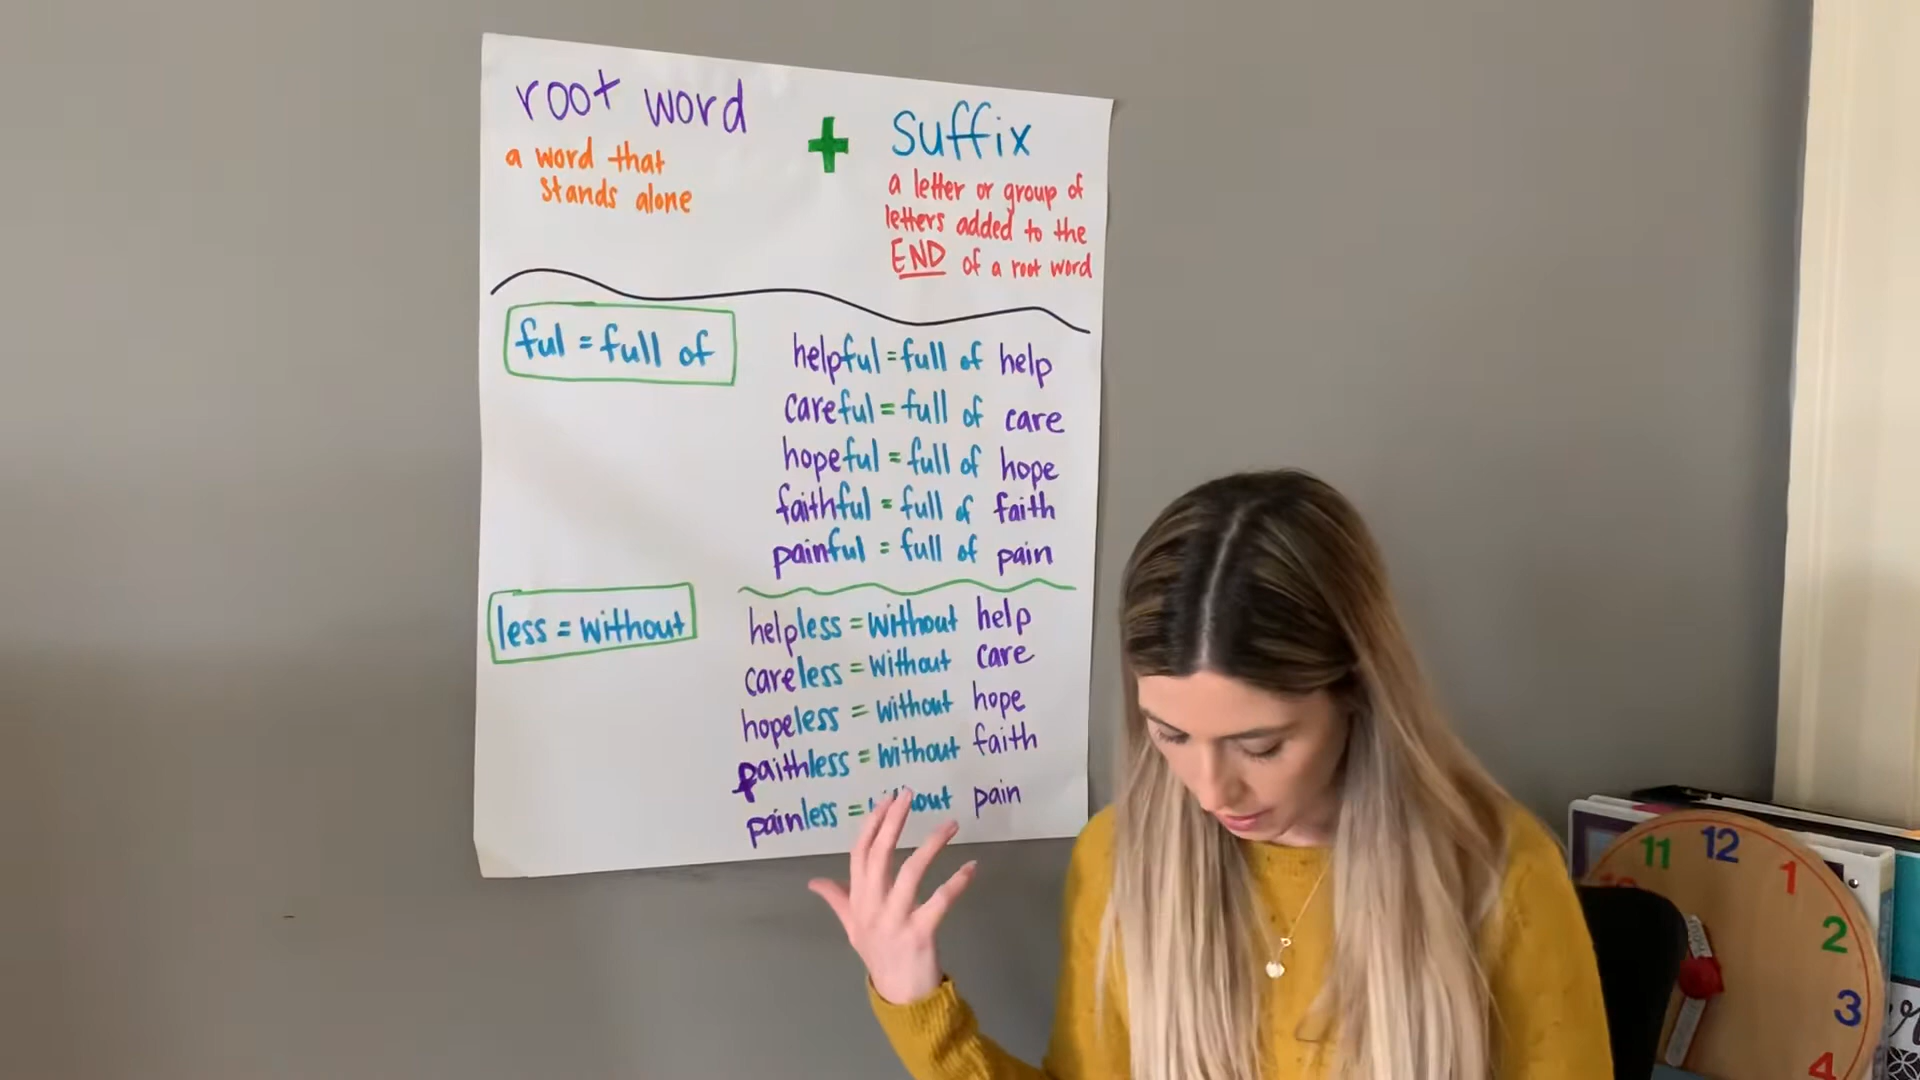 root word + suffix
a word that
stands alone
a letter or group of
letters added to the
END of a root word
ful = full of
helpful = full of help
careful = full of care
hopeful = full of hope
faithful = full of faith
painful = full of pain
less = without
helpless = without help
careless = without care
hopeless = without hope
faithless = without faith
painless = without pain
11 12 1
2
3
4